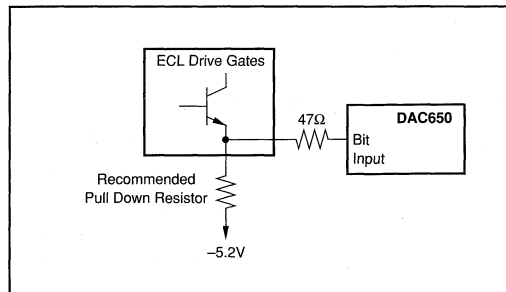 ECL Drive Gates
47Ω
DAC650
Bit
Input
Recommended
Pull Down Resistor
–5.2V